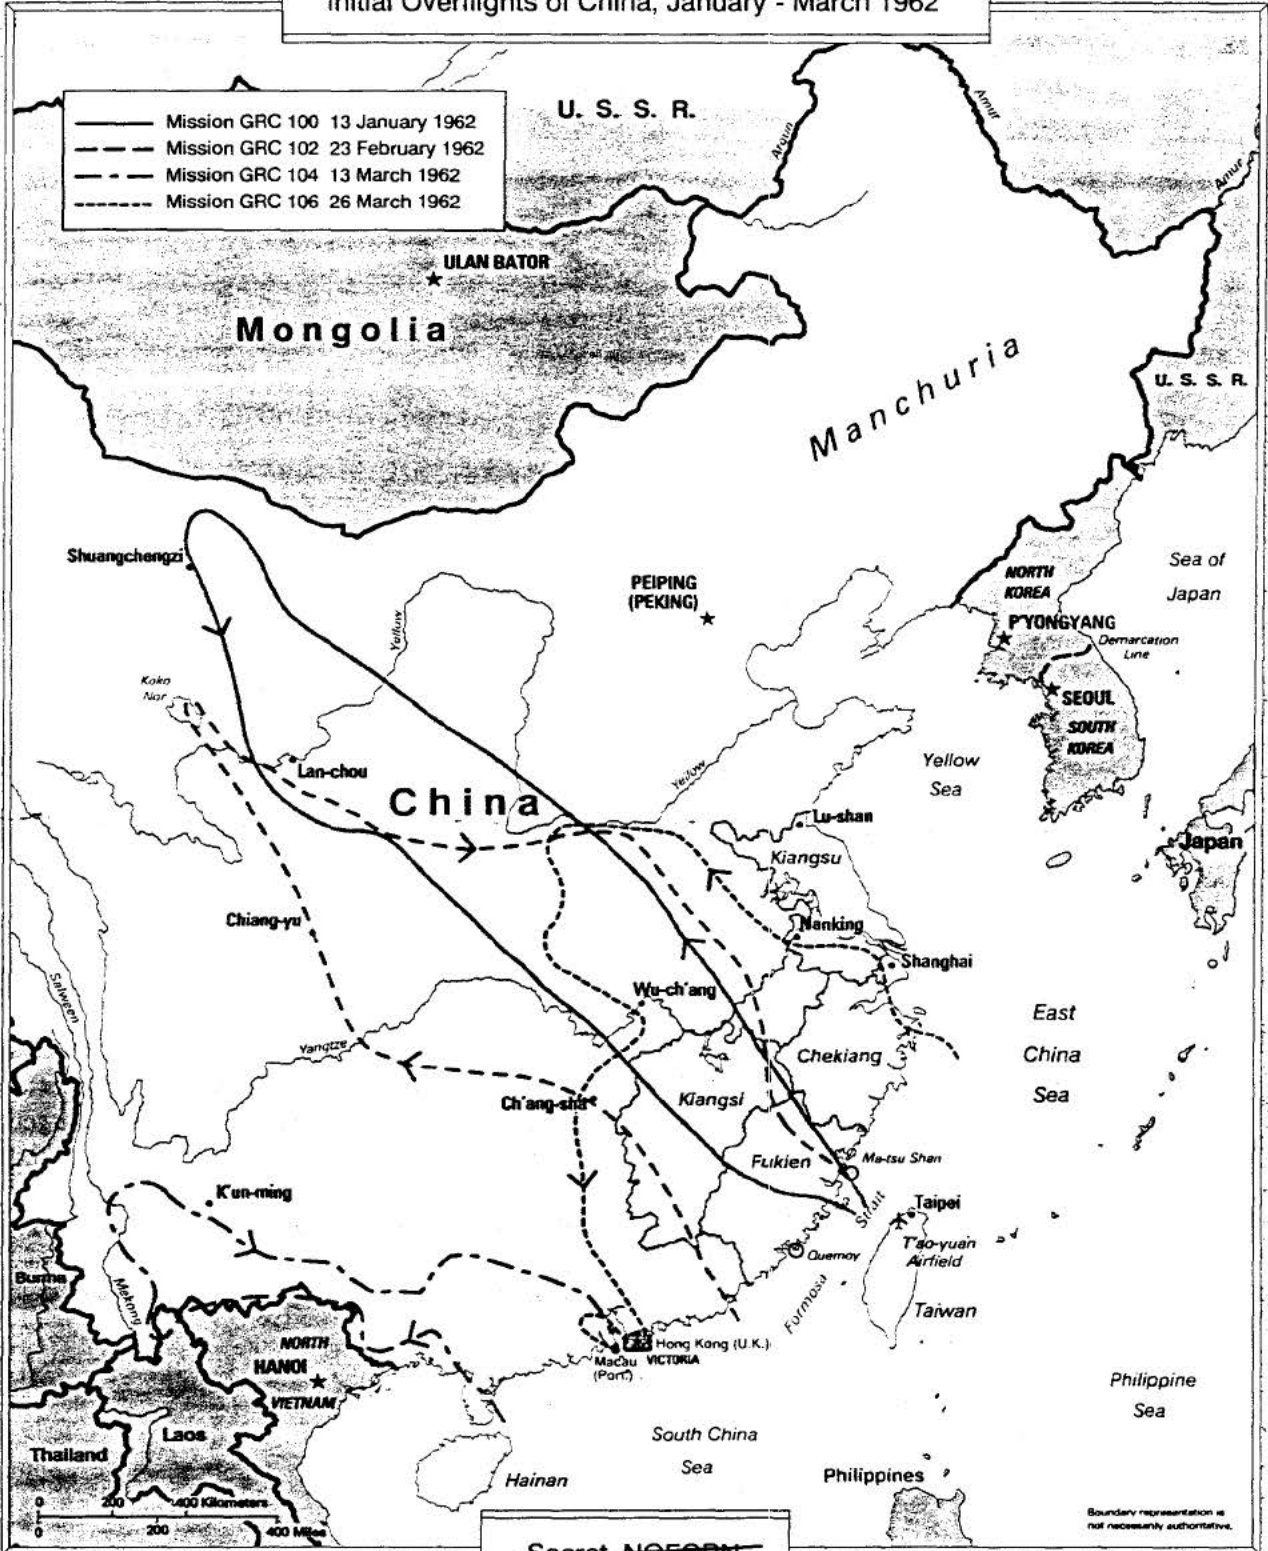 Initial Overflights of China, January - March 1962
Mission GRC 100 13 January 1962
Mission GRC 102 23 February 1962
Mission GRC 104 13 March 1962
Mission GRC 106 26 March 1962
U. S. S. R.
Argun
Amur
Amur
ULAN BATOR
Mongolia
Manchuria
U. S. S. R.
Shuangchengzi
PEIPING
(PEKING)
Yellow
NORTH
KOREA
Sea of
Japan
P'YONGYANG
Demarcation
Line
Koko
Nor
SEOUL
SOUTH
KOREA
Lan-chou
Yellow
Yellow
Sea
China
Lu-shan
Japan
Kiangsu
Chiang-yu
Nanking
Shanghai
Salween
Wu-ch'ang
East
China
Sea
Yangtze
Chekiang
Ch'ang-sha
Kiangsi
Fukien
Ma-tsu Shan
K'un-ming
Strait
Taipei
T'ao-yuan
Airfield
Quemoy
Formosa
Taiwan
Burma
Mekong
NORTH
HANOI
VIETNAM
Hong Kong (U.K.)
VICTORIA
Macau
(Port.)
Philippine
Sea
Laos
Thailand
South China
Sea
Hainan
Philippines
0 200 400 Kilometers
0 200 400 Miles
Boundary representation is
not necessarily authoritative.
Secret NOFORN